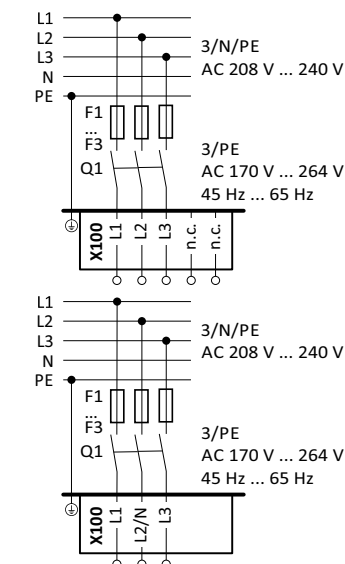 L1
L2
L3
N
PE
3/N/PE
AC 208 V ... 240 V
F1
...
F3
Q1
3/PE
AC 170 V ... 264 V
45 Hz ... 65 Hz
X100
L1
L2
L3
n.c.
n.c.
L1
L2
L3
N
PE
3/N/PE
AC 208 V ... 240 V
F1
...
F3
Q1
3/PE
AC 170 V ... 264 V
45 Hz ... 65 Hz
X100
L1
L2/N
L3